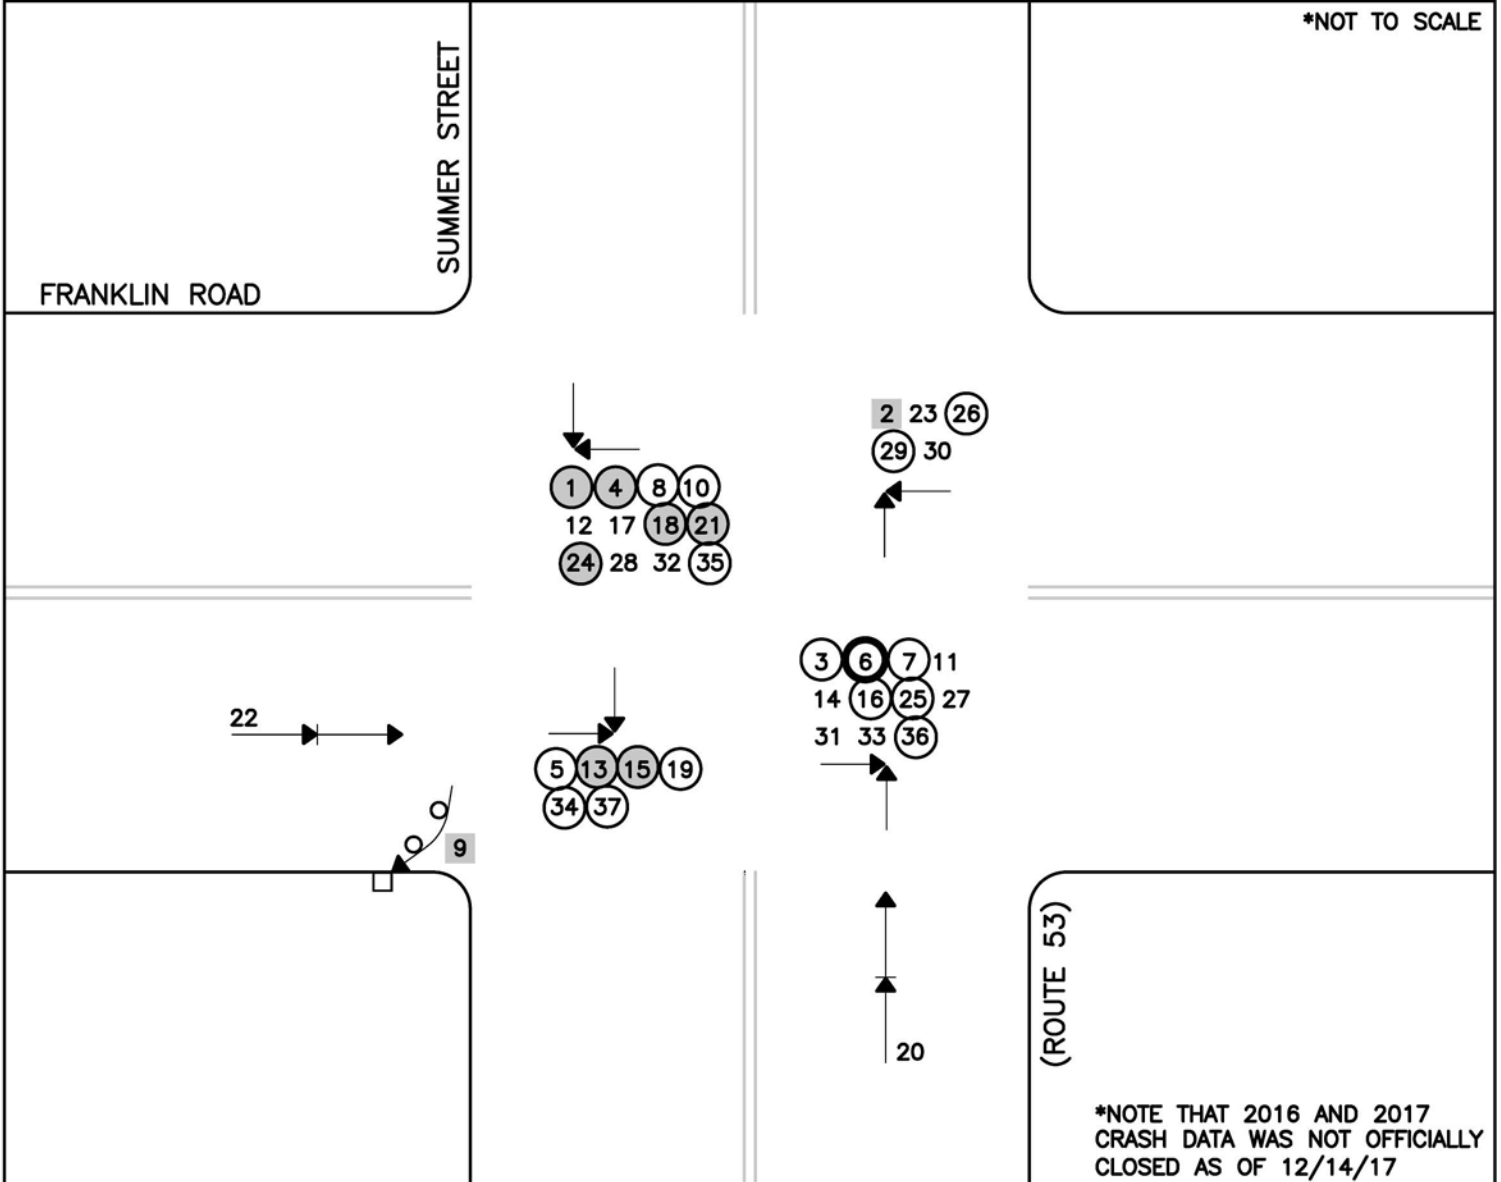 *NOT TO SCALE
SUMMER STREET
FRANKLIN ROAD
2 23 26
29 30
1 4 8 10
12 17 18 21
24 28 32 35
3 6 7 11
14 16 25 27
31 33 36
22
5 13 15 19
34 37
9
20
(ROUTE 53)
*NOTE THAT 2016 AND 2017
CRASH DATA WAS NOT OFFICIALLY
CLOSED AS OF 12/14/17